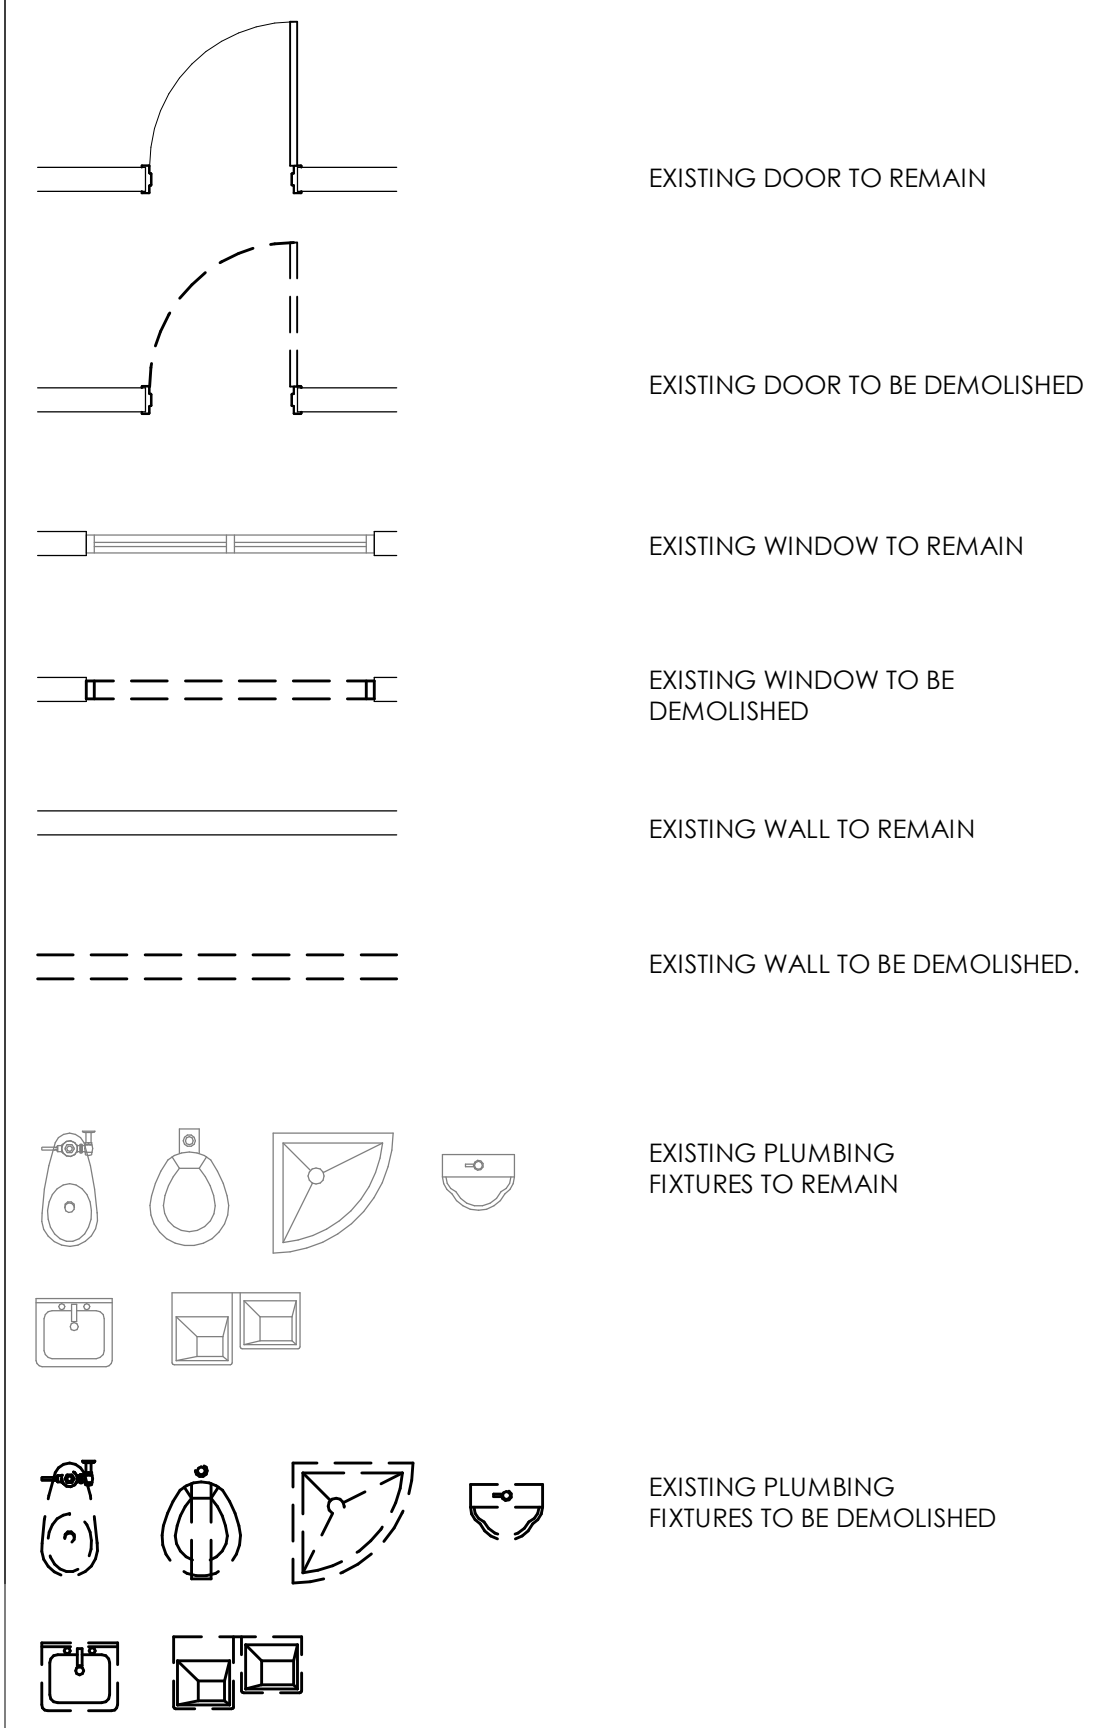 EXISTING DOOR TO REMAIN
EXISTING DOOR TO BE DEMOLISHED
EXISTING WINDOW TO REMAIN
EXISTING WINDOW TO BE
DEMOLISHED
EXISTING WALL TO REMAIN
EXISTING WALL TO BE DEMOLISHED.
EXISTING PLUMBING
FIXTURES TO REMAIN
EXISTING PLUMBING
FIXTURES TO BE DEMOLISHED